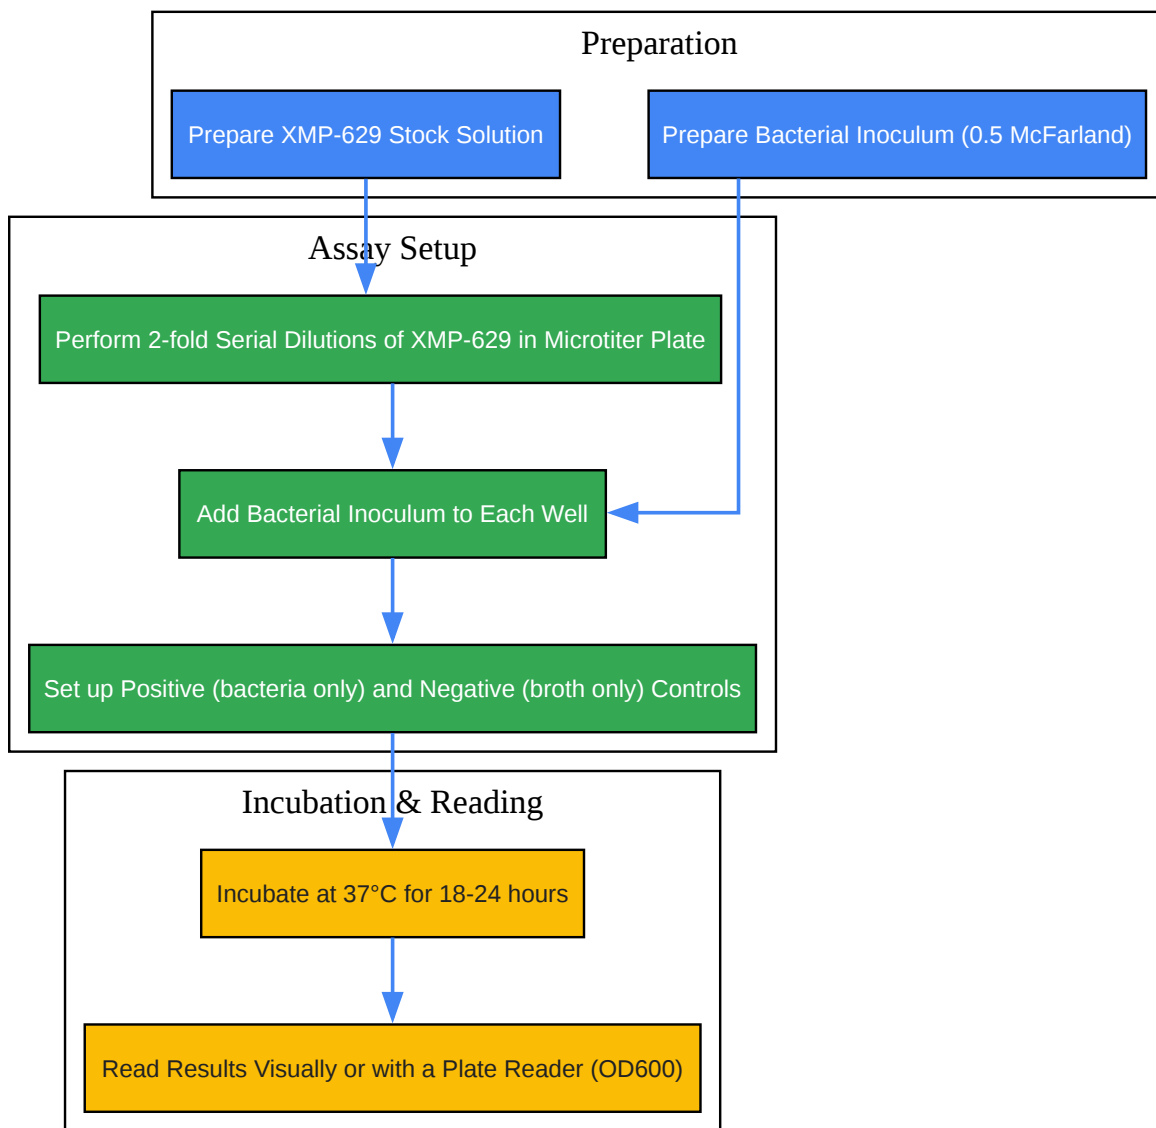 Preparation
Prepare XMP-629 Stock Solution
Prepare Bacterial Inoculum (0.5 McFarland)
Assay Setup
Perform 2-fold Serial Dilutions of XMP-629 in Microtiter Plate
Add Bacterial Inoculum to Each Well
Set up Positive (bacteria only) and Negative (broth only) Controls
Incubation & Reading
Incubate at 37°C for 18-24 hours
Read Results Visually or with a Plate Reader (OD600)